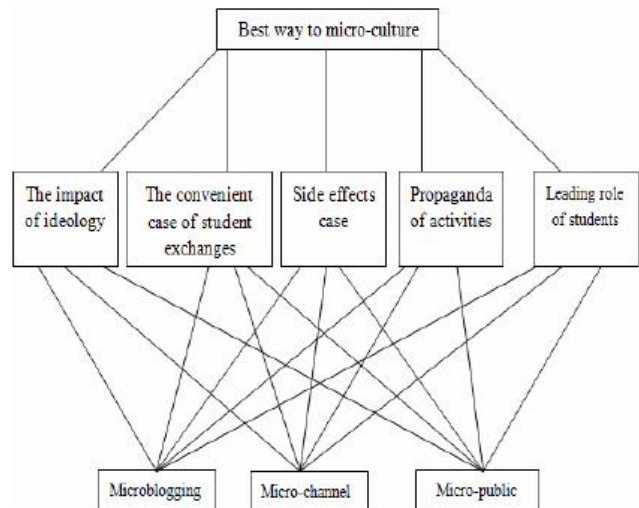 Best way to micro-culture
The impact
of ideology
The convenient
case of student
exchanges
Side effects
case
Propaganda
of activities
Leading role
of students
Microblogging
Micro-channel
Micro-public